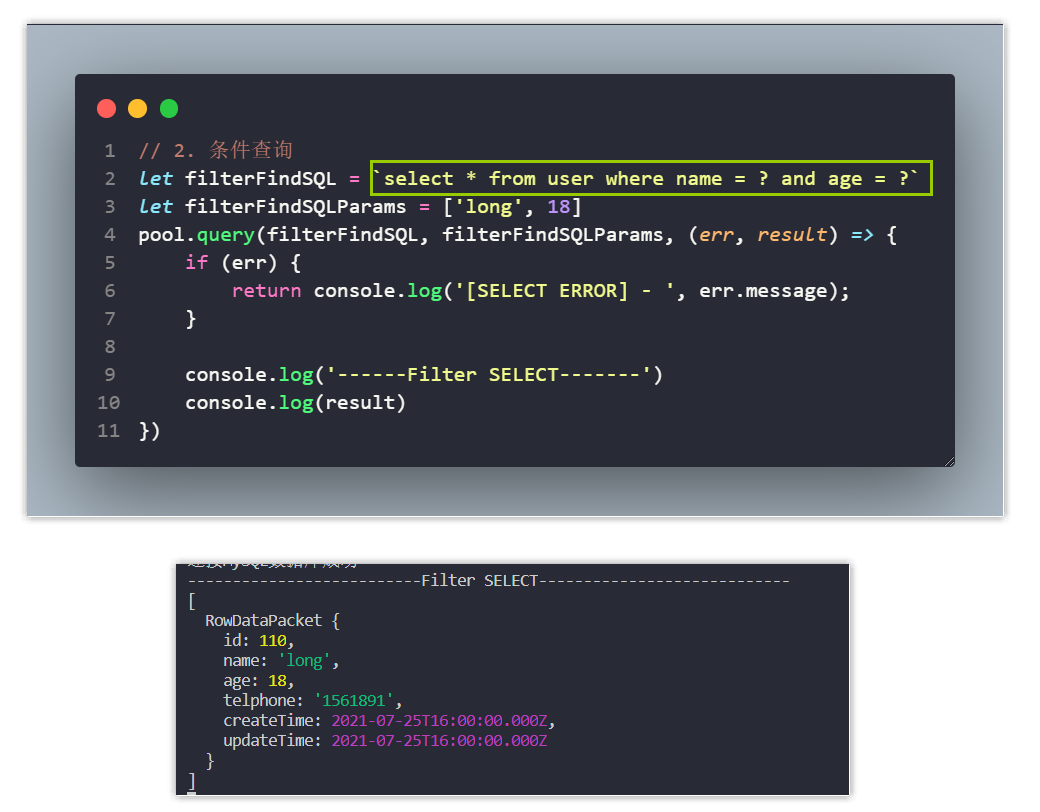 1 // 2. 条件查询
2 let filterFindSQL = `select * from user where name = ? and age = ?`
3 let filterFindSQLParams = ['long', 18]
4 pool.query(filterFindSQL, filterFindSQLParams, (err, result) => {
5     if (err) {
6         return console.log('[SELECT ERROR] - ', err.message);
7     }
8
9     console.log('------Filter SELECT-------')
10     console.log(result)
11 })
--------------------------Filter SELECT----------------------------
[
  RowDataPacket {
    id: 110,
    name: 'long',
    age: 18,
    telphone: '1561891',
    createTime: 2021-07-25T16:00:00.000Z,
    updateTime: 2021-07-25T16:00:00.000Z
  }
]